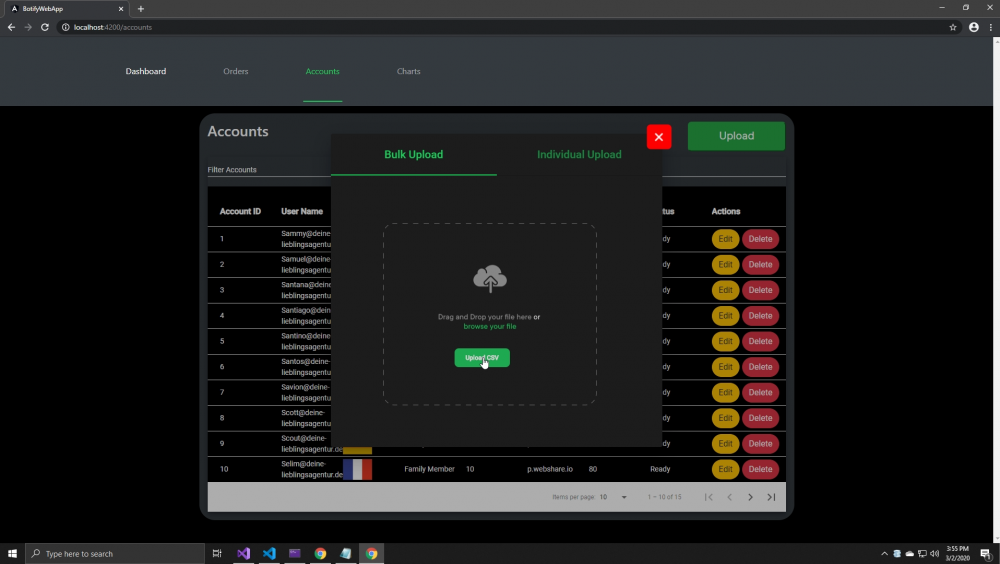 BotifyWebApp
localhost:4200/accounts
Dashboard
Orders
Accounts
Charts
Accounts
Upload
Bulk Upload
Individual Upload
Filter Accounts
Account ID User Name tus Actions
1 Sammy@deine- dy Edit Delete
lieblingsagentu
2 Samuel@deine- dy Edit Delete
lieblingsagentu
3 Santana@deine dy Edit Delete
lieblingsagentu
4 Santiago@deine dy Edit Delete
lieblingsagentu
5 Santino@deine dy Edit Delete
lieblingsagentu
6 Santos@deine- dy Edit Delete
lieblingsagentu
7 Savion@deine- dy Edit Delete
lieblingsagentu
8 Scott@deine- dy Edit Delete
lieblingsagentu
9 Scout@deine- dy Edit Delete
lieblingsagentur.de
10 Selim@deine- Family Member 10 p.webshare.io 80 Ready Edit Delete
lieblingsagentur.de
Drag and Drop your file here or
browse your file
Upload CSV
Items per page: 10 1 – 10 of 15
Type here to search
3:55 PM
3/2/2020